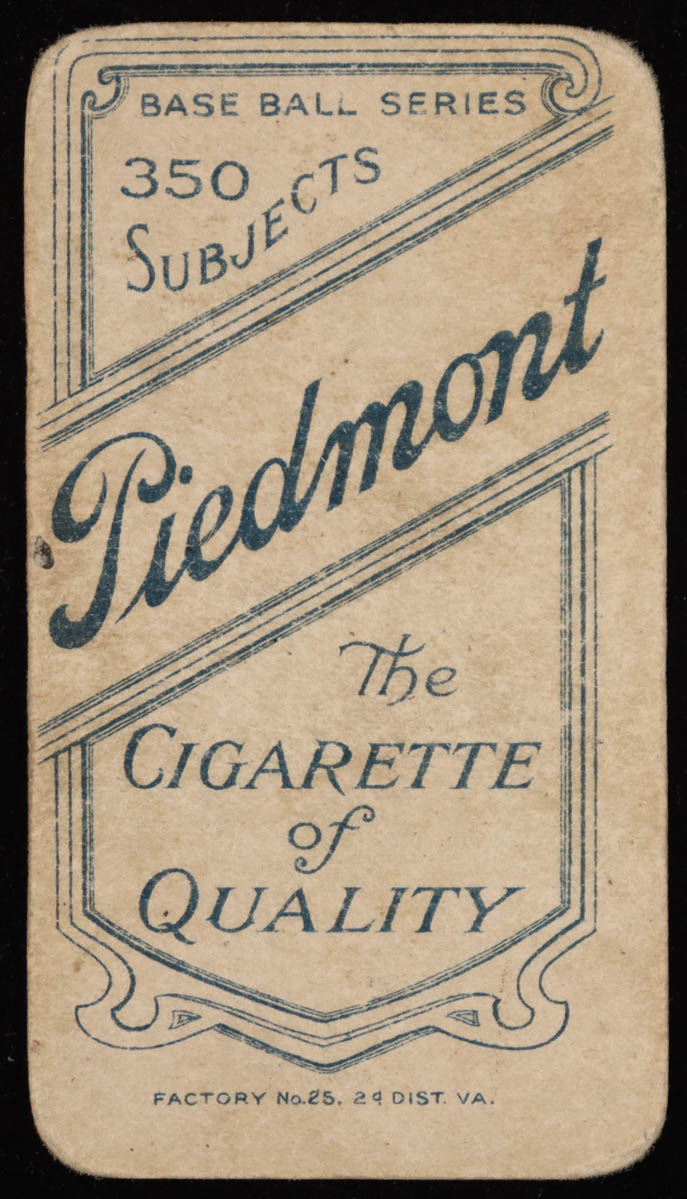 BASE BALL SERIES
350
SUBJECTS
Piedmont
The
CIGARETTE
of
QUALITY
FACTORY No.25. 2d DIST. VA.